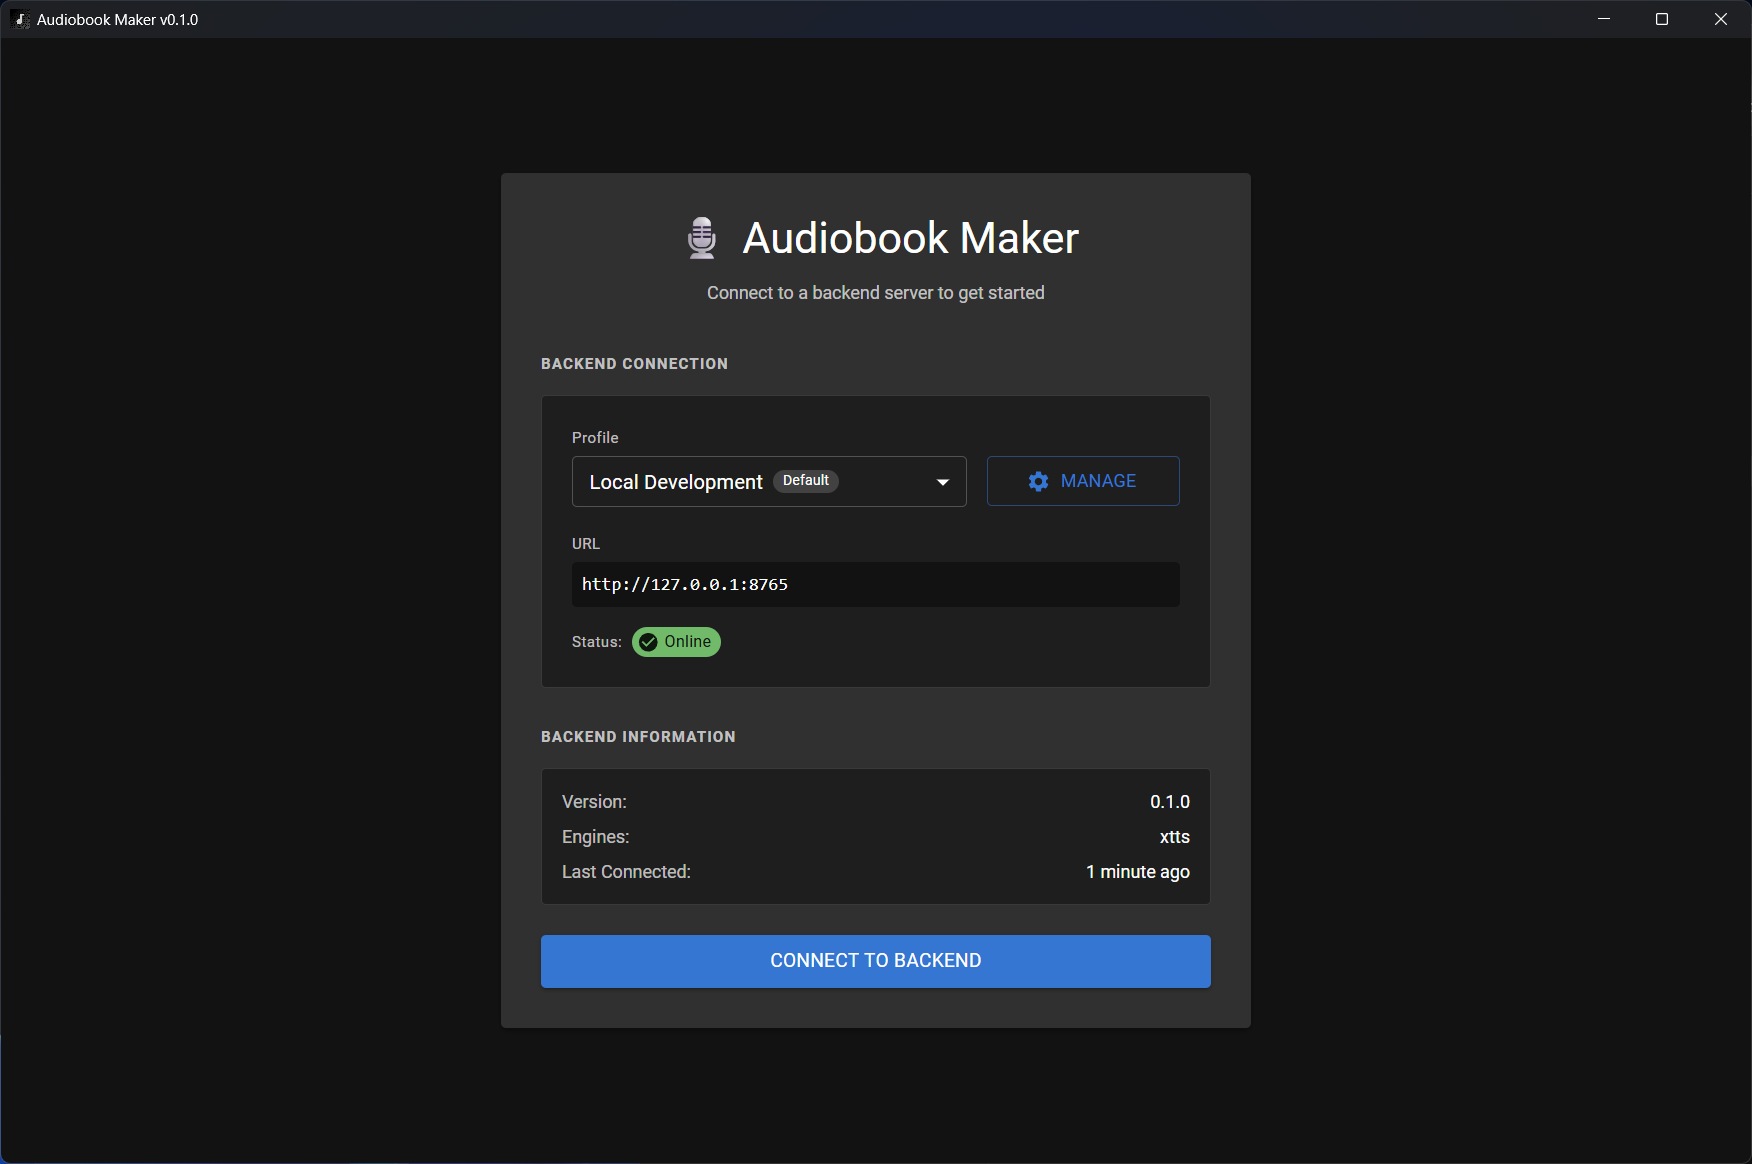 Audiobook Maker v0.1.0
Audiobook Maker
Connect to a backend server to get started
BACKEND CONNECTION
Profile
Local Development Default
MANAGE
URL
http://127.0.0.1:8765
Status: Online
BACKEND INFORMATION
Version: 0.1.0
Engines: xtts
Last Connected: 1 minute ago
CONNECT TO BACKEND